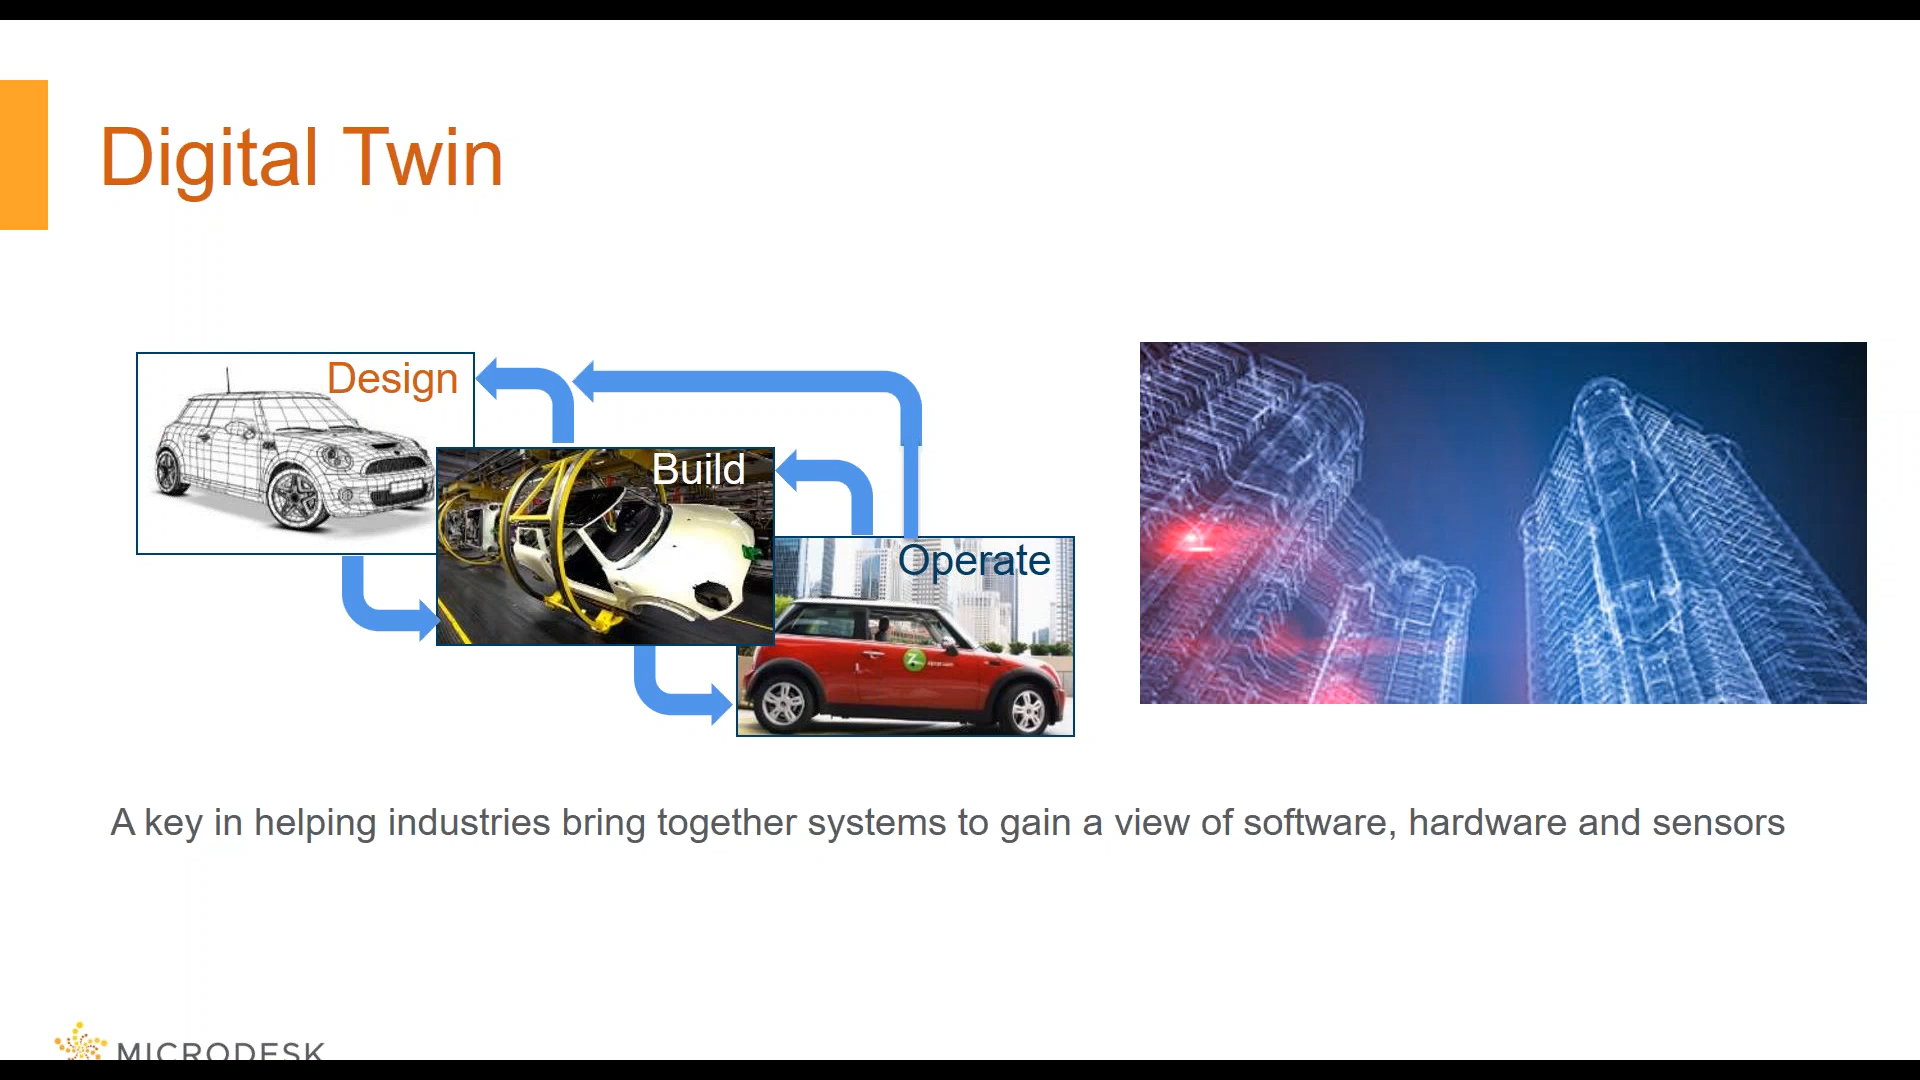 Digital Twin
Design
Build
Operate
A key in helping industries bring together systems to gain a view of software, hardware and sensors
MICRODESK